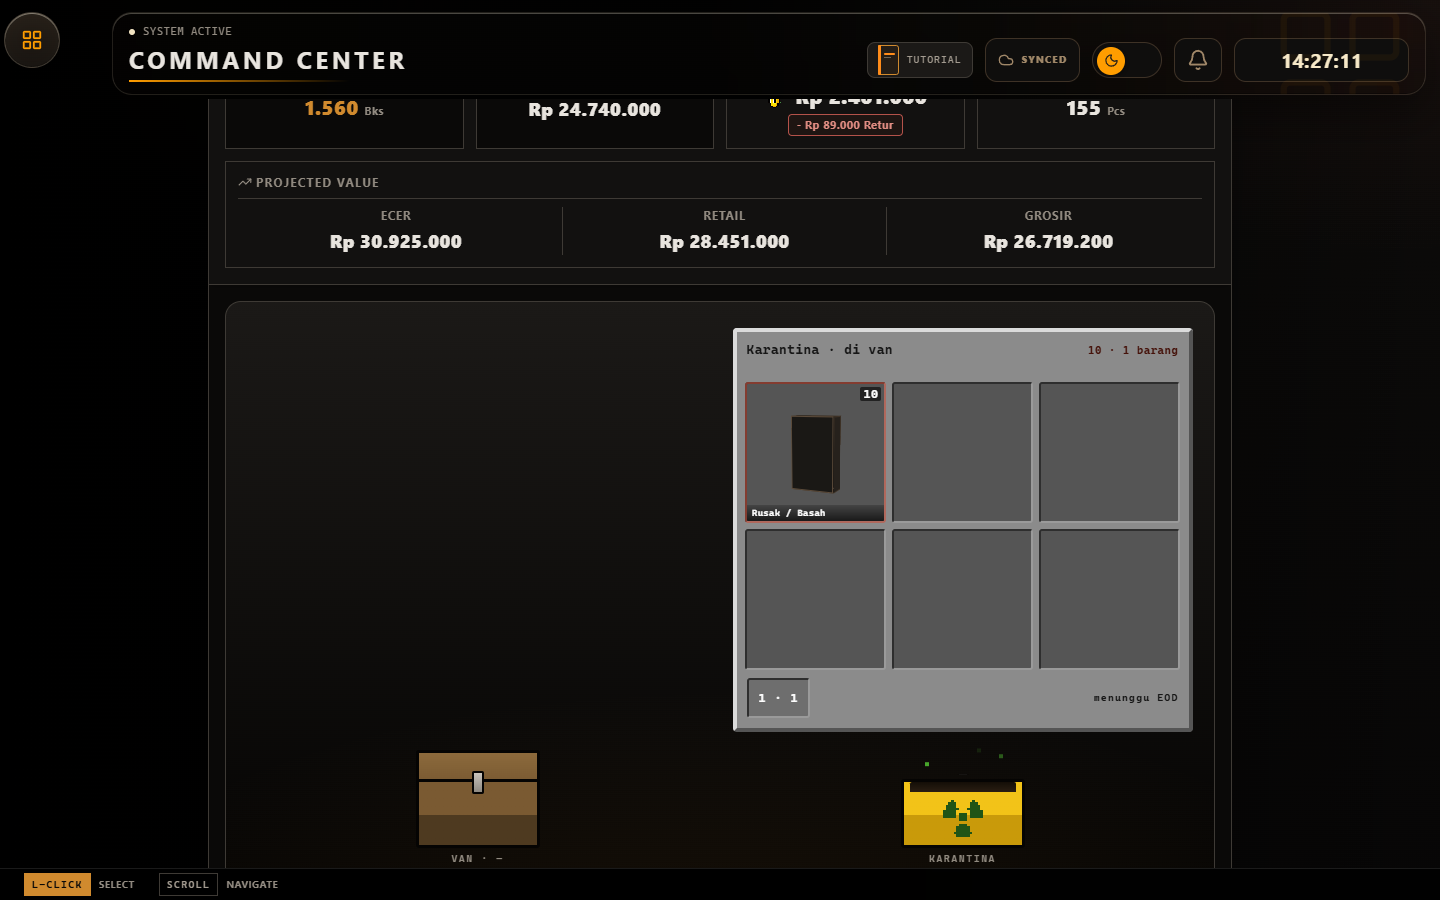 SYSTEM ACTIVE
COMMAND CENTER
TUTORIAL
SYNCED
14:27:11
1.560 Bks
Rp 24.740.000
- Rp 89.000 Retur
155 Pcs
PROJECTED VALUE
ECER
Rp 30.925.000
RETAIL
Rp 28.451.000
GROSIR
Rp 26.719.200
Karantina · di van
10 · 1 barang
10
Rusak / Basah
1 · 1
menunggu EOD
VAN · —
KARANTINA
L-CLICK SELECT
SCROLL NAVIGATE